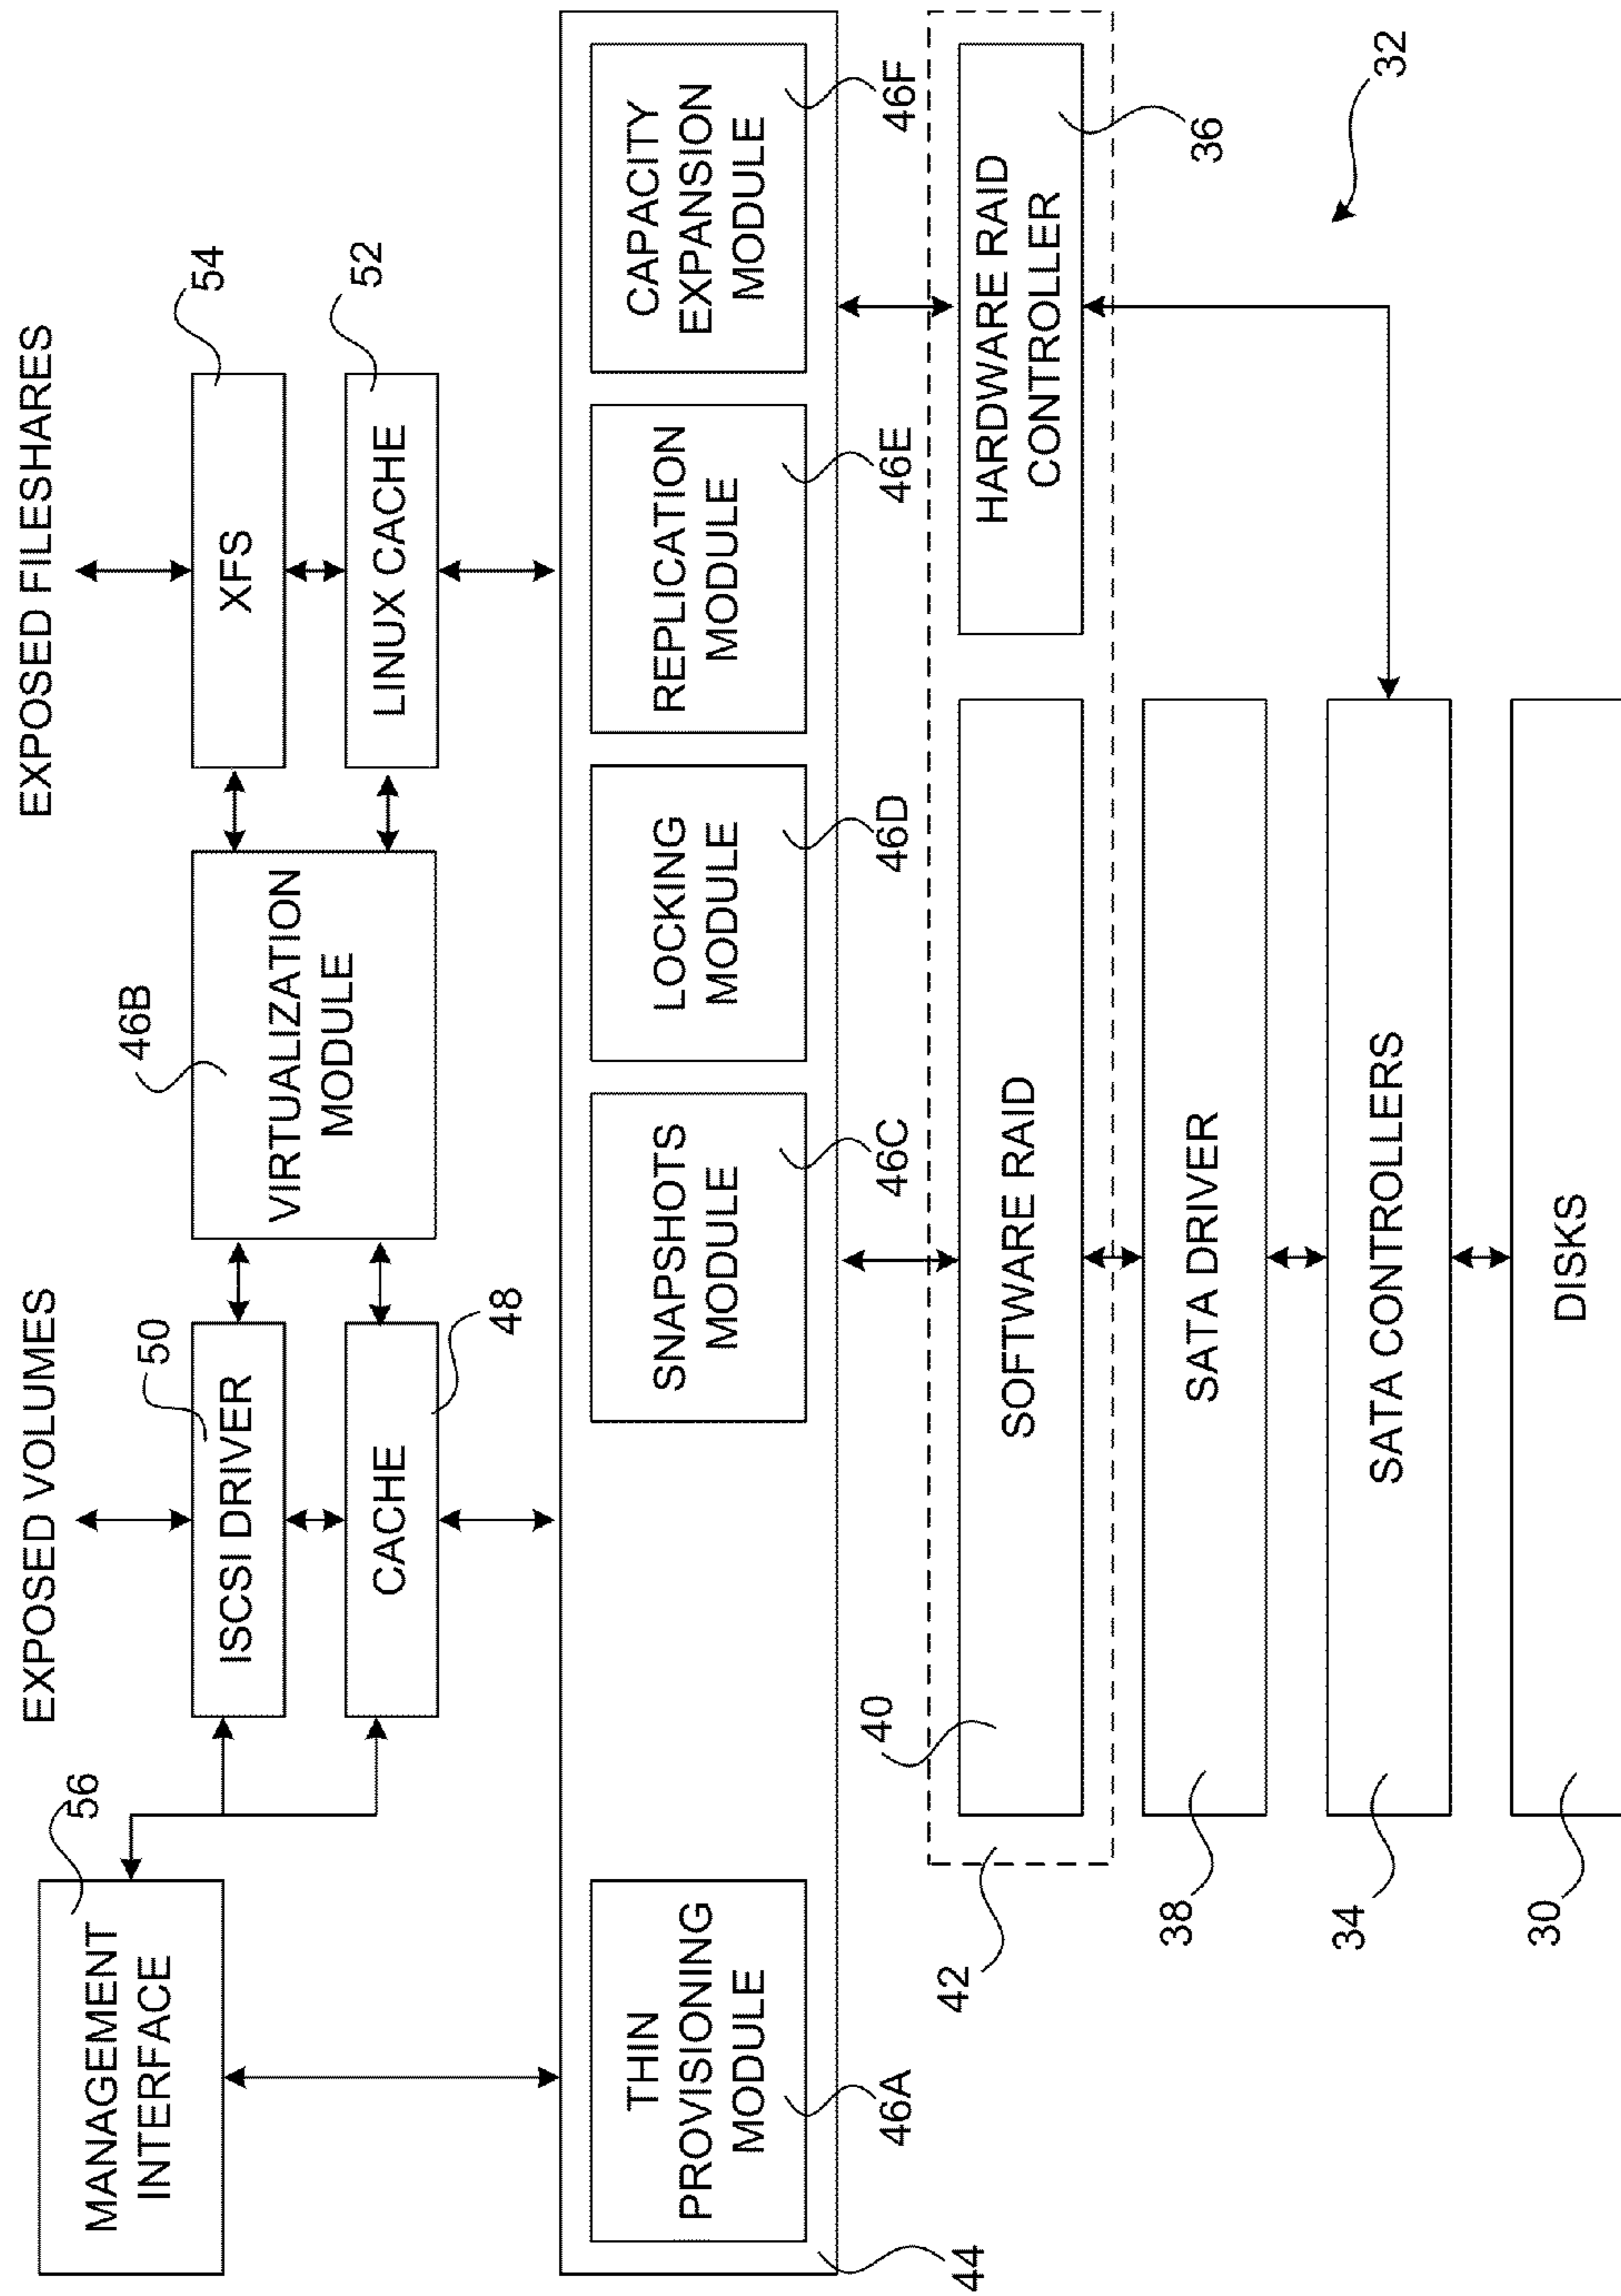 EXPOSED VOLUMES
EXPOSED FILESHARES
56
MANAGEMENT
INTERFACE
50
ISCSI DRIVER
CACHE
48
46B
VIRTUALIZATION
MODULE
54
XFS
LINUX CACHE
52
THIN
PROVISIONING
MODULE
46A
SNAPSHOTS
MODULE
46C
LOCKING
MODULE
46D
REPLICATION
MODULE
46E
CAPACITY
EXPANSION
MODULE
46F
44
40
42
SOFTWARE RAID
HARDWARE RAID
CONTROLLER
36
38
SATA DRIVER
34
SATA CONTROLLERS
32
30
DISKS